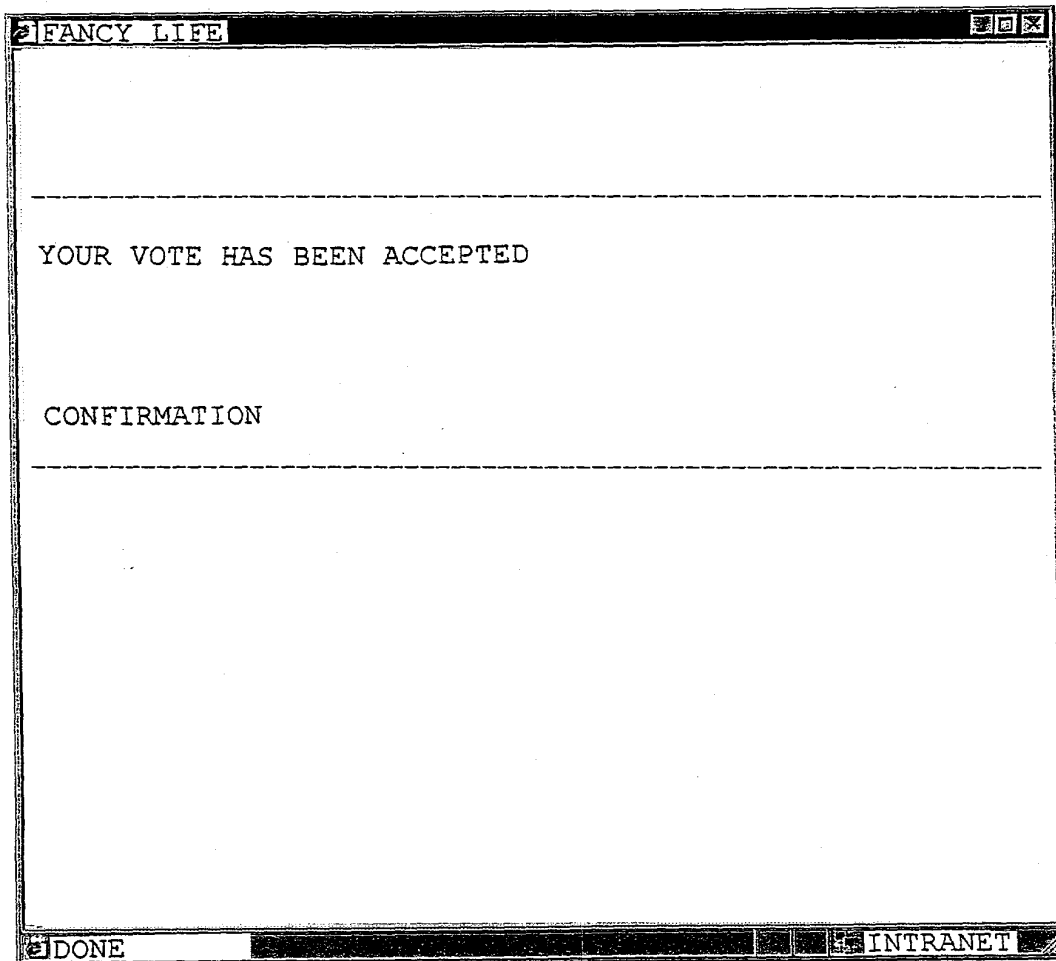 FANCY LIFE
YOUR VOTE HAS BEEN ACCEPTED
CONFIRMATION
DONE
INTRANET